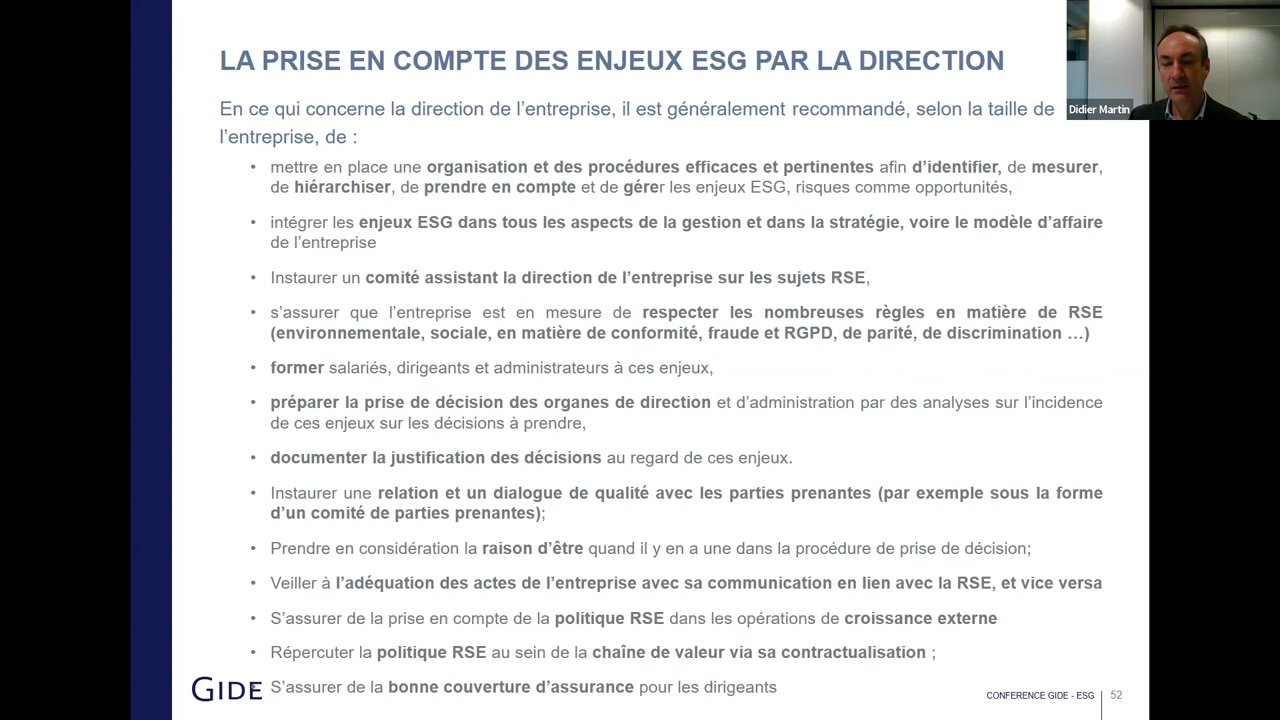 LA PRISE EN COMPTE DES ENJEUX ESG PAR LA DIRECTION
Didier Martin
En ce qui concerne la direction de l’entreprise, il est généralement recommandé, selon la taille de
l’entreprise, de :
• mettre en place une organisation et des procédures efficaces et pertinentes afin d’identifier, de mesurer,
de hiérarchiser, de prendre en compte et de gérer les enjeux ESG, risques comme opportunités,
• intégrer les enjeux ESG dans tous les aspects de la gestion et dans la stratégie, voire le modèle d’affaire
de l’entreprise
• Instaurer un comité assistant la direction de l’entreprise sur les sujets RSE,
• s’assurer que l’entreprise est en mesure de respecter les nombreuses règles en matière de RSE
(environnementale, sociale, en matière de conformité, fraude et RGPD, de parité, de discrimination …)
• former salariés, dirigeants et administrateurs à ces enjeux,
• préparer la prise de décision des organes de direction et d’administration par des analyses sur l’incidence
de ces enjeux sur les décisions à prendre,
• documenter la justification des décisions au regard de ces enjeux.
• Instaurer une relation et un dialogue de qualité avec les parties prenantes (par exemple sous la forme
d’un comité de parties prenantes);
• Prendre en considération la raison d’être quand il y en a une dans la procédure de prise de décision;
• Veiller à l’adéquation des actes de l’entreprise avec sa communication en lien avec la RSE, et vice versa
• S’assurer de la prise en compte de la politique RSE dans les opérations de croissance externe
• Répercuter la politique RSE au sein de la chaîne de valeur via sa contractualisation ;
• S’assurer de la bonne couverture d’assurance pour les dirigeants
GIDE
CONFERENCE GIDE - ESG
52